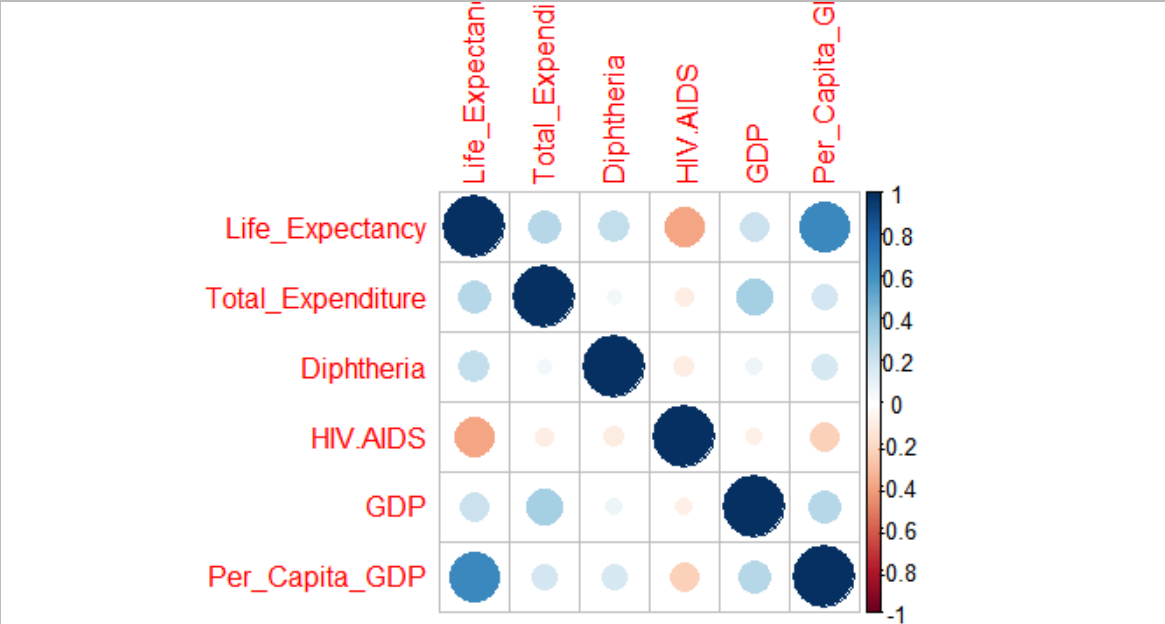 Life_Expectan
Total_Expendi
Diphtheria
HIV.AIDS
GDP
Per_Capita_G
Life_Expectancy
Total_Expenditure
Diphtheria
HIV.AIDS
GDP
Per_Capita_GDP
1
0.8
0.6
0.4
0.2
0
-0.2
-0.4
-0.6
-0.8
-1